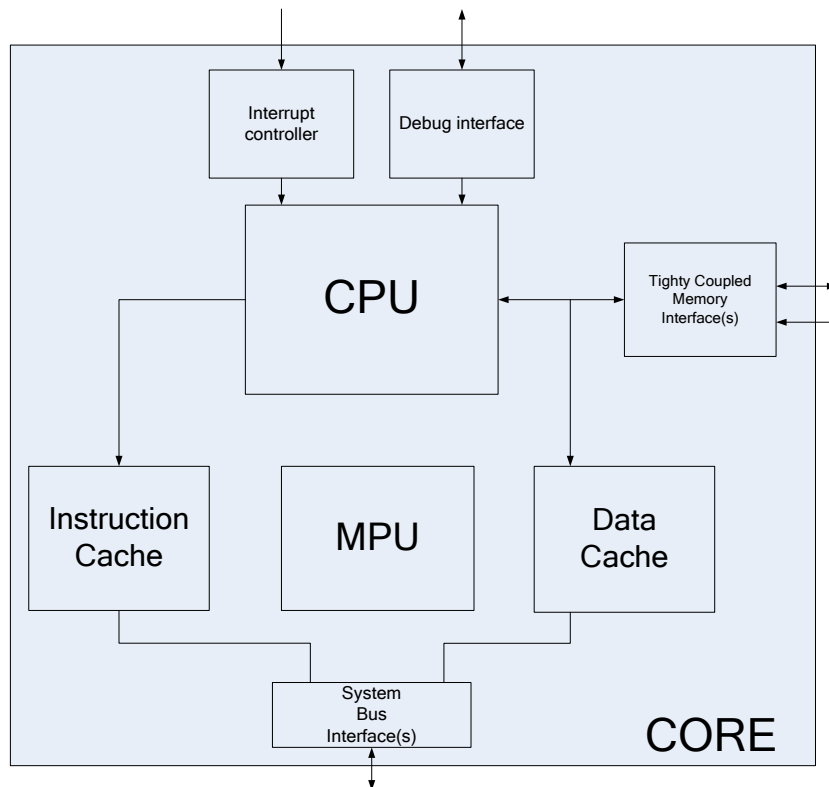 Interrupt
controller
Debug interface
CPU
Tighty Coupled
Memory
Interface(s)
Instruction
Cache
MPU
Data
Cache
System
Bus
Interface(s)
CORE